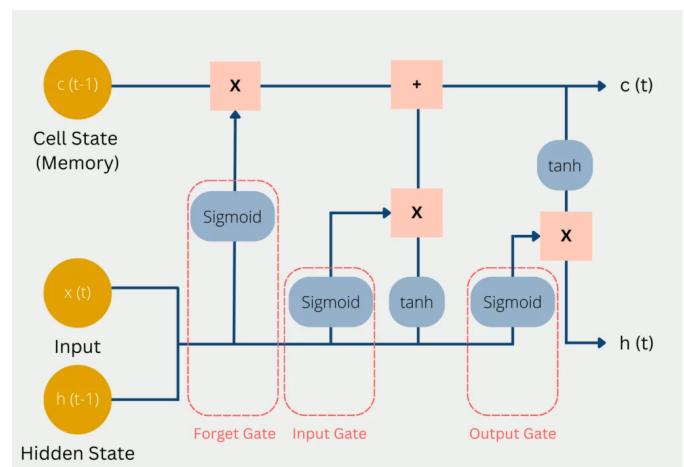 c (t-1)
X
+
c (t)
Cell State
(Memory)
tanh
Sigmoid
X
X
x (t)
Sigmoid
tanh
Sigmoid
Input
h (t)
h (t-1)
Forget Gate
Input Gate
Output Gate
Hidden State